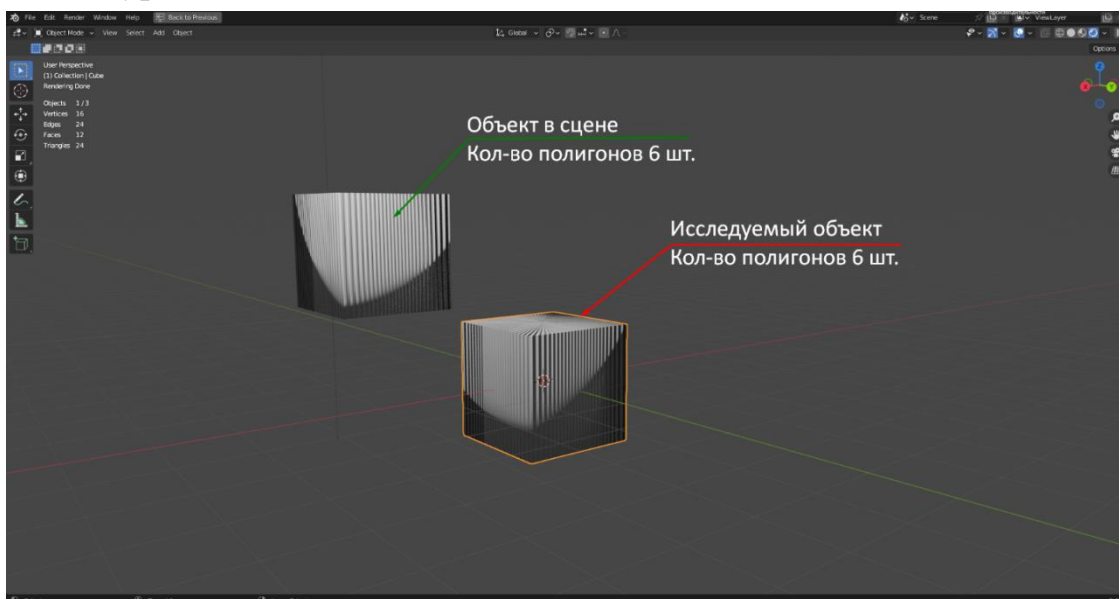 File Edit Render Window Help Back to Previous
Scene
ViewLayer
Object Mode View Select Add Object
Global
Options
User Perspective
(1) Collection | Cube
Rendering Done
Objects 1/3
Vertices 16
Edges 24
Faces 12
Triangles 24
Z
Объект в сцене
Кол-во полигонов 6 шт.
Исследуемый объект
Кол-во полигонов 6 шт.